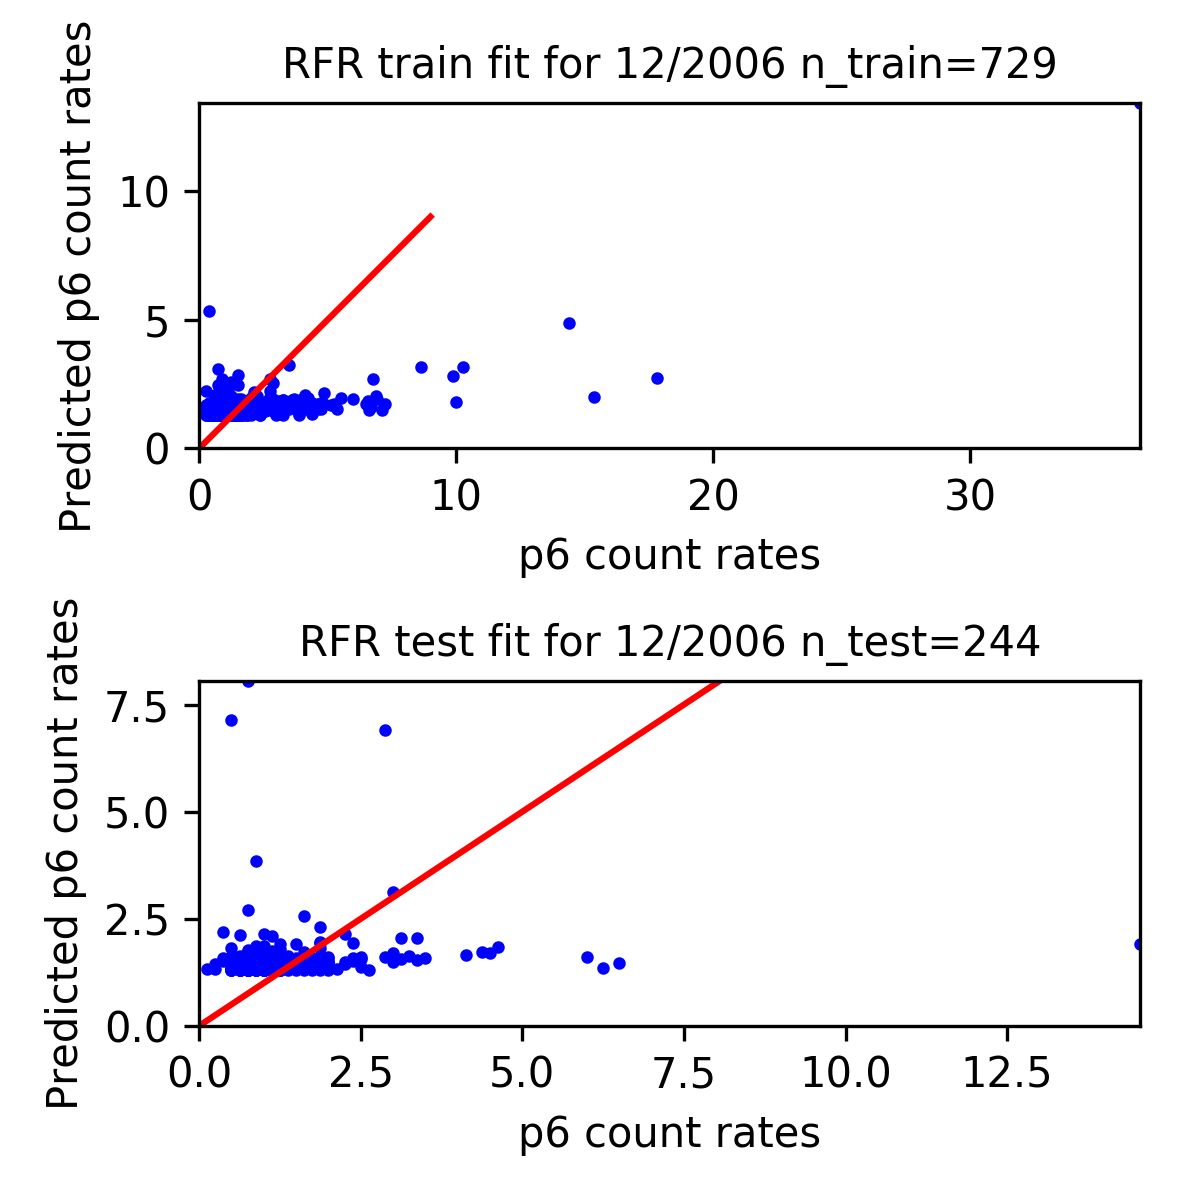 RFR train fit for 12/2006 n_train=729
Predicted p6 count rates
10
5
0
0 10 20 30
p6 count rates
RFR test fit for 12/2006 n_test=244
Predicted p6 count rates
7.5
5.0
2.5
0.0
0.0 2.5 5.0 7.5 10.0 12.5
p6 count rates